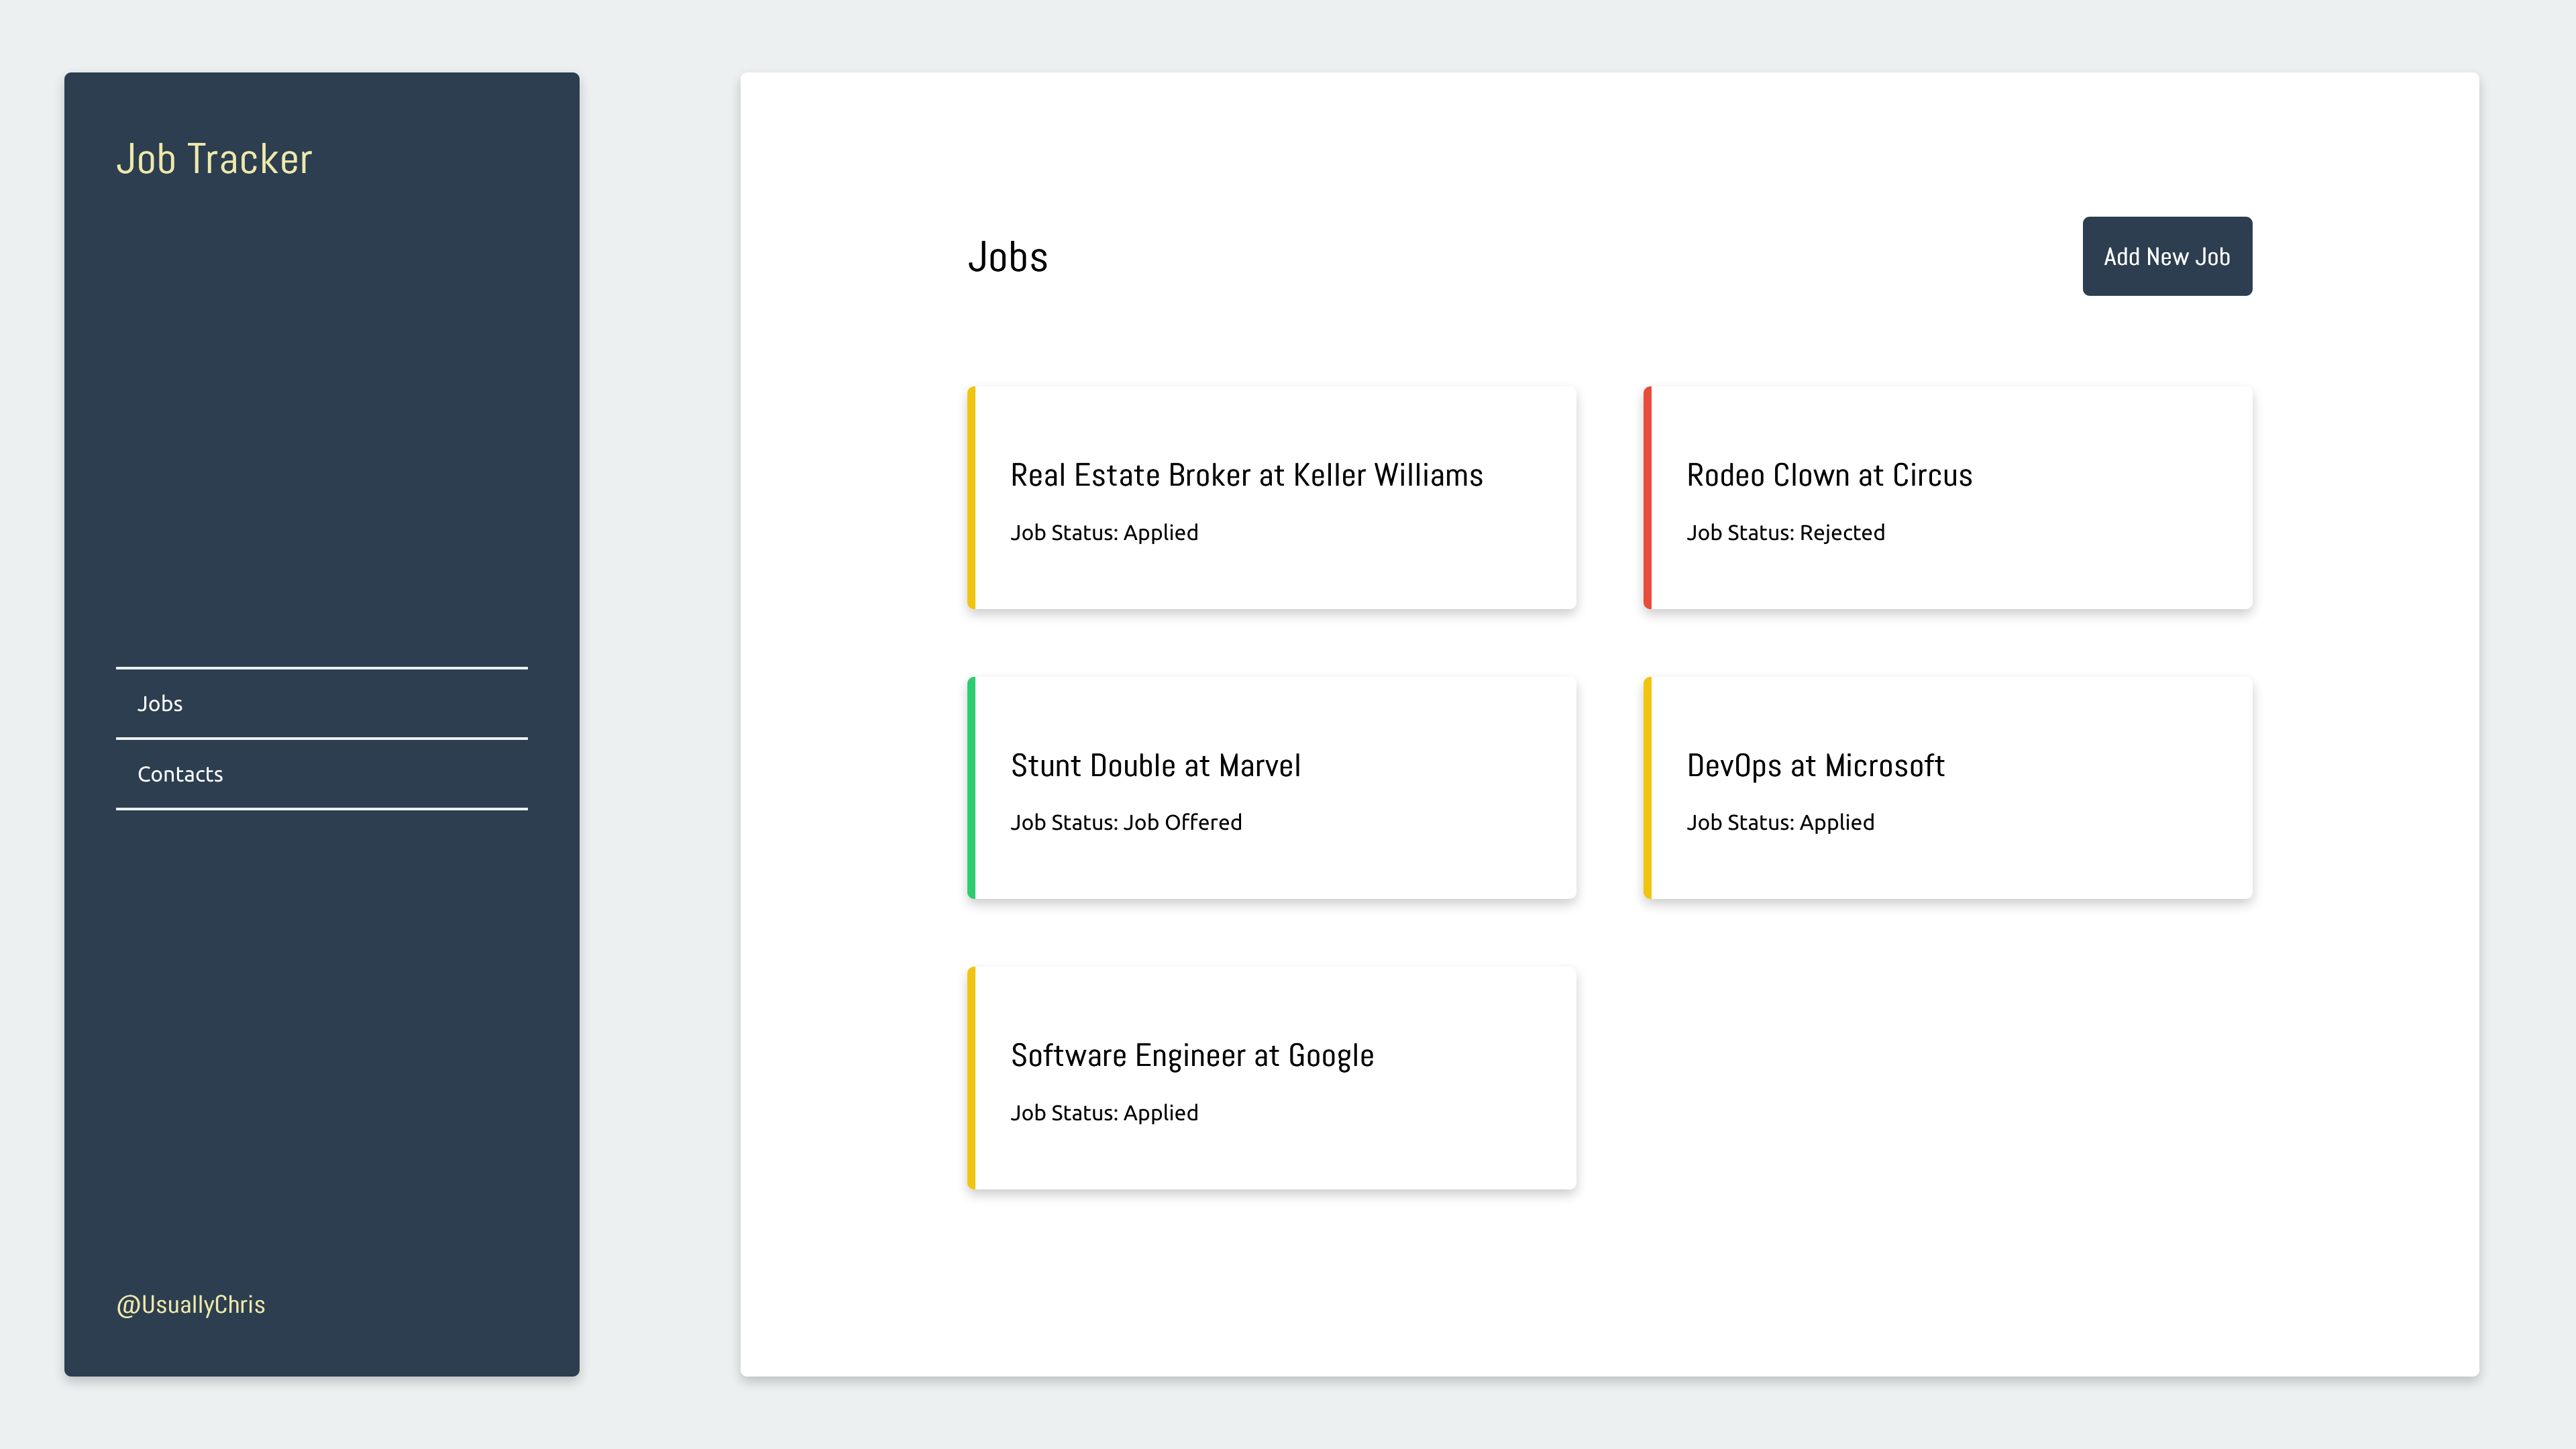 Job Tracker
Jobs
Contacts
@UsuallyChris
Jobs
Add New Job
Real Estate Broker at Keller Williams
Job Status: Applied
Rodeo Clown at Circus
Job Status: Rejected
Stunt Double at Marvel
Job Status: Job Offered
DevOps at Microsoft
Job Status: Applied
Software Engineer at Google
Job Status: Applied